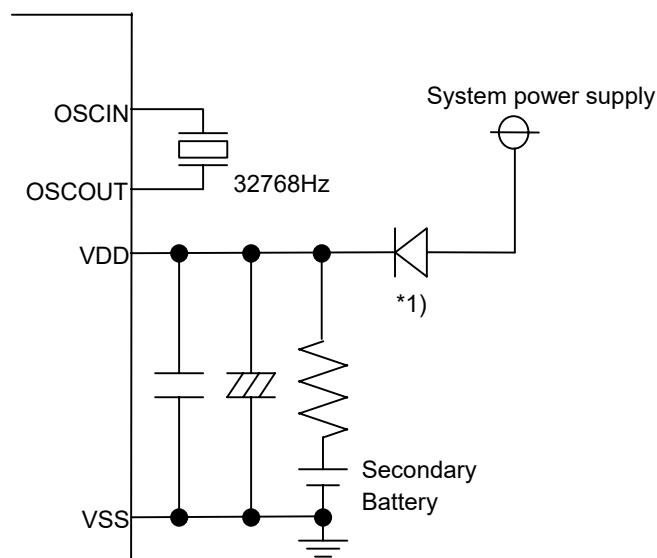 System power supply
OSCIN
OSCOUT
32768Hz
VDD
*1)
Secondary
Battery
VSS